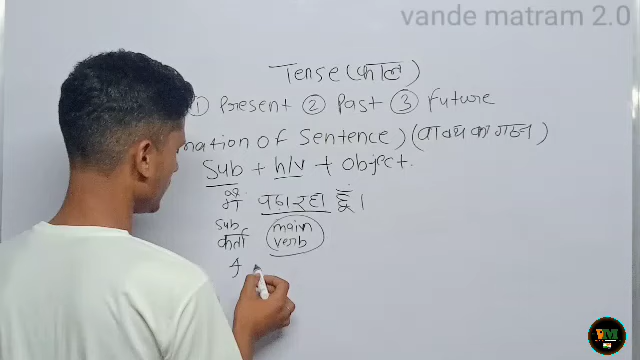 vande matram 2.0
Tense (काल)
① Present ② Past ③ Future
mation of Sentence) (वाक्य का गठन)
Sub + h/v + object.
मैं पढ़ रहा हूँ।
Sub main
कर्ता verb
I
VM